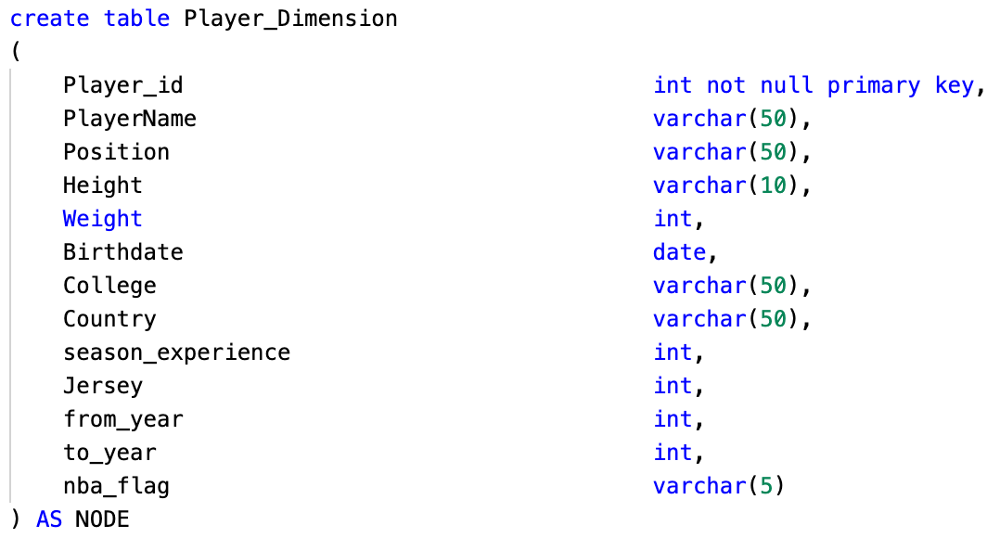 create table Player_Dimension
(
Player_id int not null primary key,
PlayerName varchar(50),
Position varchar(50),
Height varchar(10),
Weight int,
Birthdate date,
College varchar(50),
Country varchar(50),
season_experience int,
Jersey int,
from_year int,
to_year int,
nba_flag varchar(5)
) AS NODE